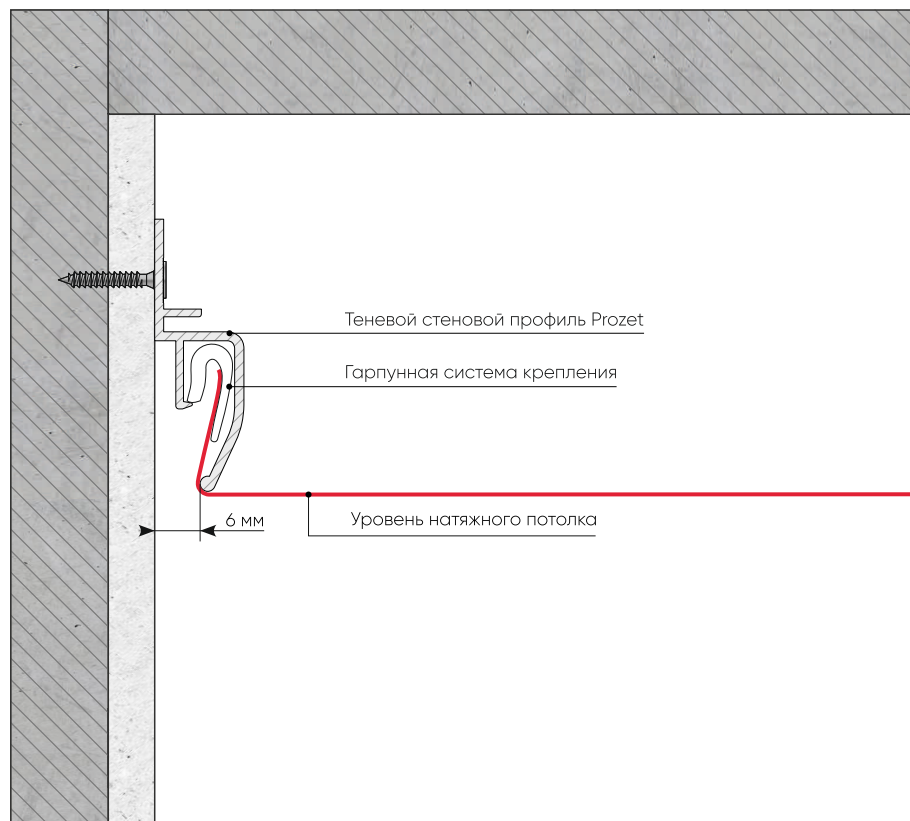 Теневой стеновой профиль Prozet
Гарпунная система крепления
6 мм
Уровень натяжного потолка